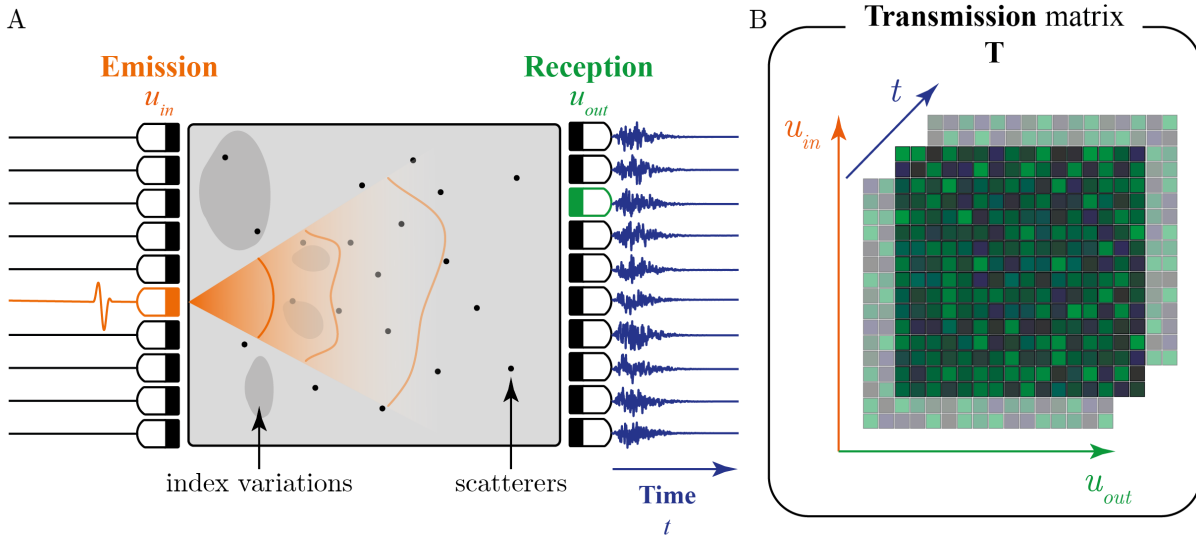 A
Emission
u_in
Reception
u_out
index variations
scatterers
Time
t
B
Transmission matrix
T
u_in
t
u_out